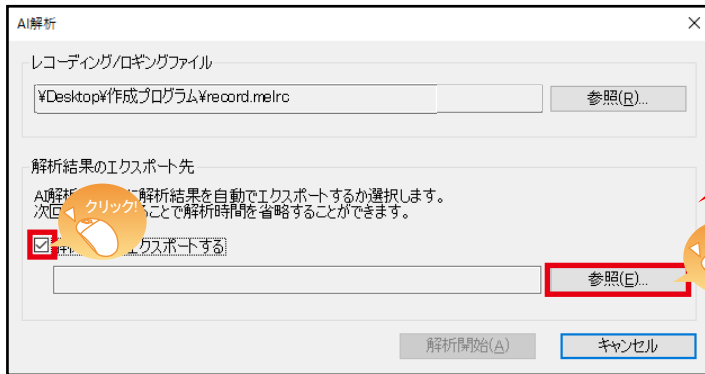 AI解析
レコーディング/ロギングファイル
¥Desktop¥作成プログラム¥record.melrc
参照(R)...
解析結果のエクスポート先
AI解析 に解析結果を自動でエクスポートするか選択します。
次回 ことで解析時間を省略することができます。
クリック!
解析 エクスポートする
参照(E)...
解析開始(A)
キャンセル